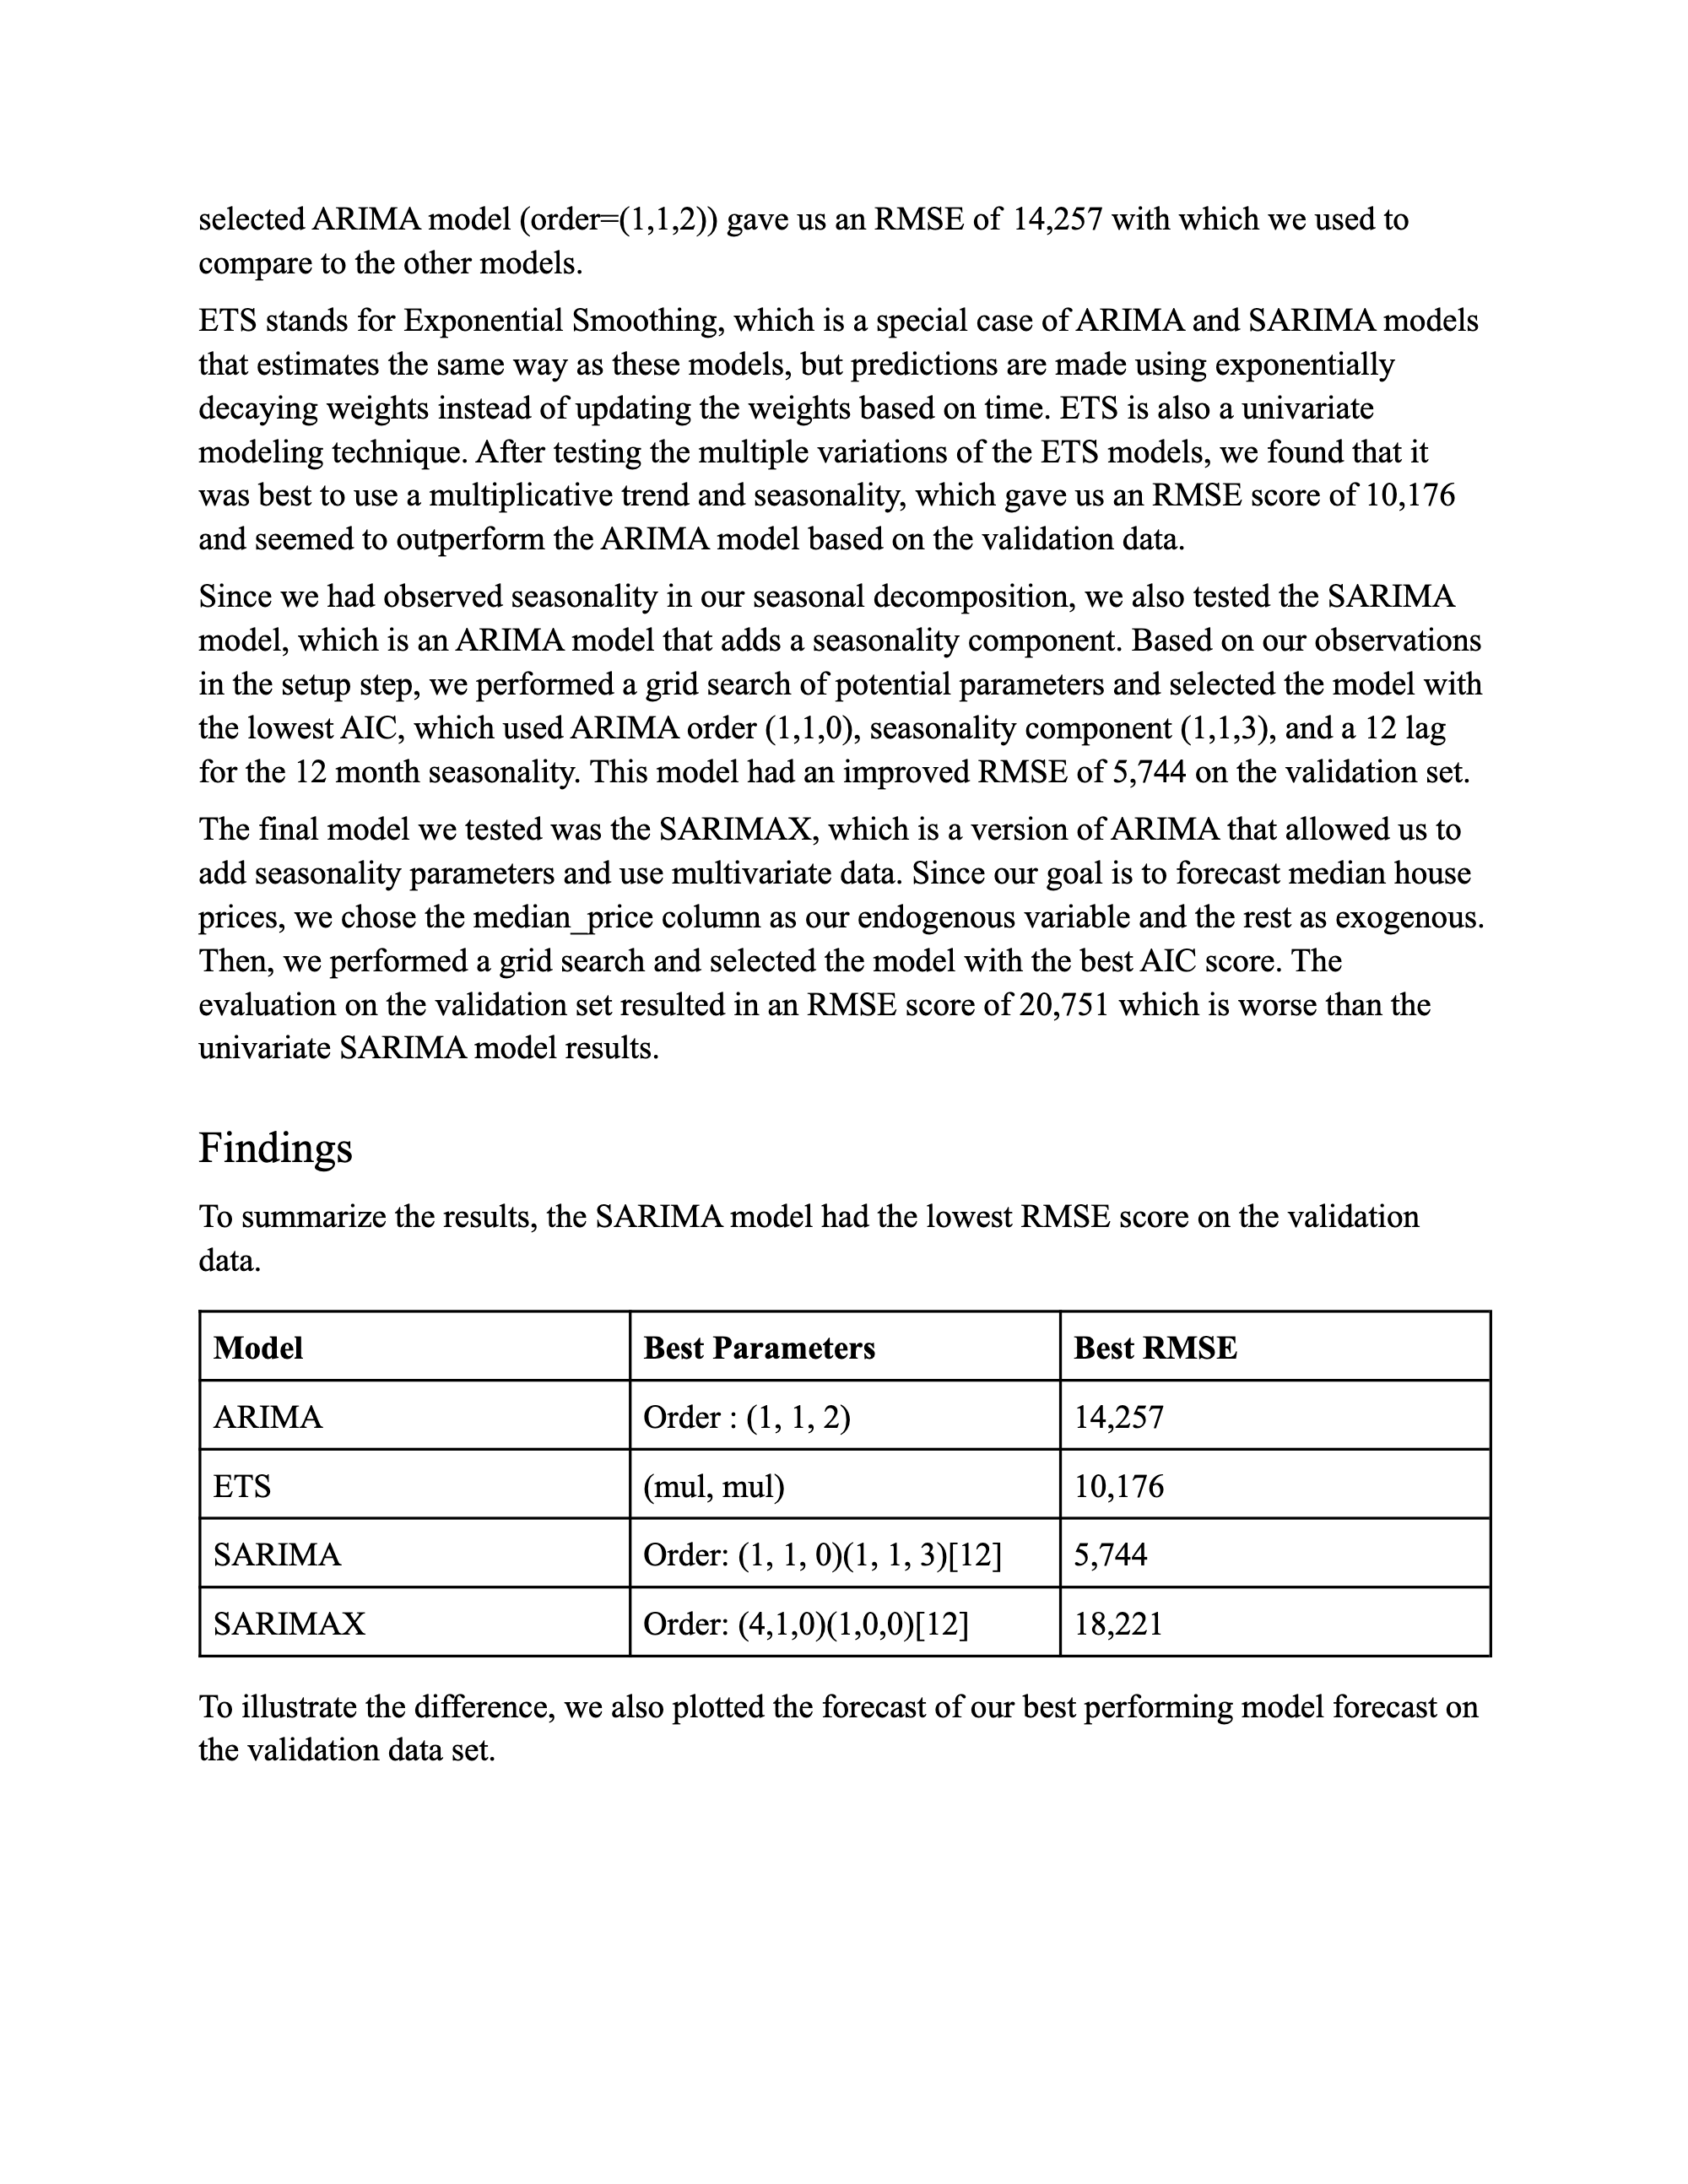 selected ARIMA model (order=(1,1,2)) gave us an RMSE of 14,257 with which we used to
compare to the other models.
ETS stands for Exponential Smoothing, which is a special case of ARIMA and SARIMA models
that estimates the same way as these models, but predictions are made using exponentially
decaying weights instead of updating the weights based on time. ETS is also a univariate
modeling technique. After testing the multiple variations of the ETS models, we found that it
was best to use a multiplicative trend and seasonality, which gave us an RMSE score of 10,176
and seemed to outperform the ARIMA model based on the validation data.
Since we had observed seasonality in our seasonal decomposition, we also tested the SARIMA
model, which is an ARIMA model that adds a seasonality component. Based on our observations
in the setup step, we performed a grid search of potential parameters and selected the model with
the lowest AIC, which used ARIMA order (1,1,0), seasonality component (1,1,3), and a 12 lag
for the 12 month seasonality. This model had an improved RMSE of 5,744 on the validation set.
The final model we tested was the SARIMAX, which is a version of ARIMA that allowed us to
add seasonality parameters and use multivariate data. Since our goal is to forecast median house
prices, we chose the median_price column as our endogenous variable and the rest as exogenous.
Then, we performed a grid search and selected the model with the best AIC score. The
evaluation on the validation set resulted in an RMSE score of 20,751 which is worse than the
univariate SARIMA model results.
Findings
To summarize the results, the SARIMA model had the lowest RMSE score on the validation
data.
Model Best Parameters Best RMSE
ARIMA Order : (1, 1, 2) 14,257
ETS (mul, mul) 10,176
SARIMA Order: (1, 1, 0)(1, 1, 3)[12] 5,744
SARIMAX Order: (4,1,0)(1,0,0)[12] 18,221
To illustrate the difference, we also plotted the forecast of our best performing model forecast on
the validation data set.